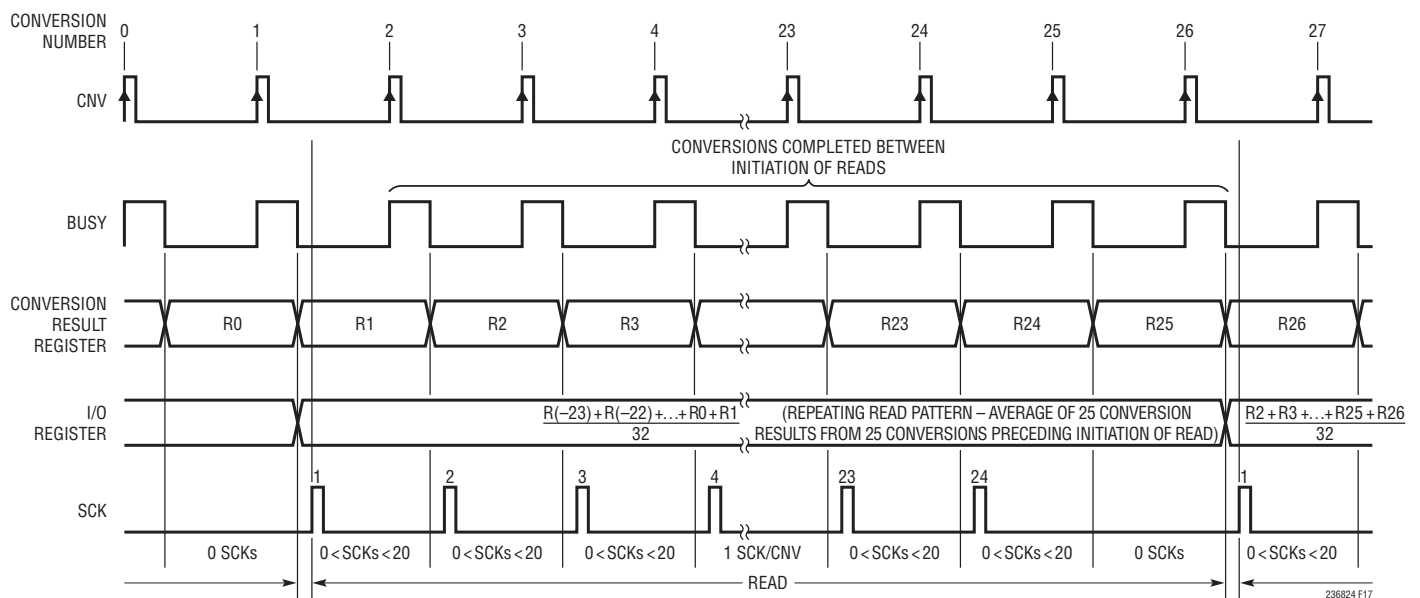 CONVERSION
NUMBER
0 1 2 3 4 23 24 25 26 27
CNV
CONVERSIONS COMPLETED BETWEEN
INITIATION OF READS
BUSY
CONVERSION
RESULT
REGISTER
R0 R1 R2 R3 R23 R24 R25 R26
I/O
REGISTER
R(–23) + R(–22) +…+ R0 + R1
32
(REPEATING READ PATTERN – AVERAGE OF 25 CONVERSION
RESULTS FROM 25 CONVERSIONS PRECEDING INITIATION OF READ)
R2 + R3 +…+ R25 + R26
32
SCK
1 2 3 4 23 24 1
0 SCKs 0 < SCKs < 20 0 < SCKs < 20 0 < SCKs < 20 1 SCK/CNV 0 < SCKs < 20 0 < SCKs < 20 0 SCKs 0 < SCKs < 20
READ
236824 F17